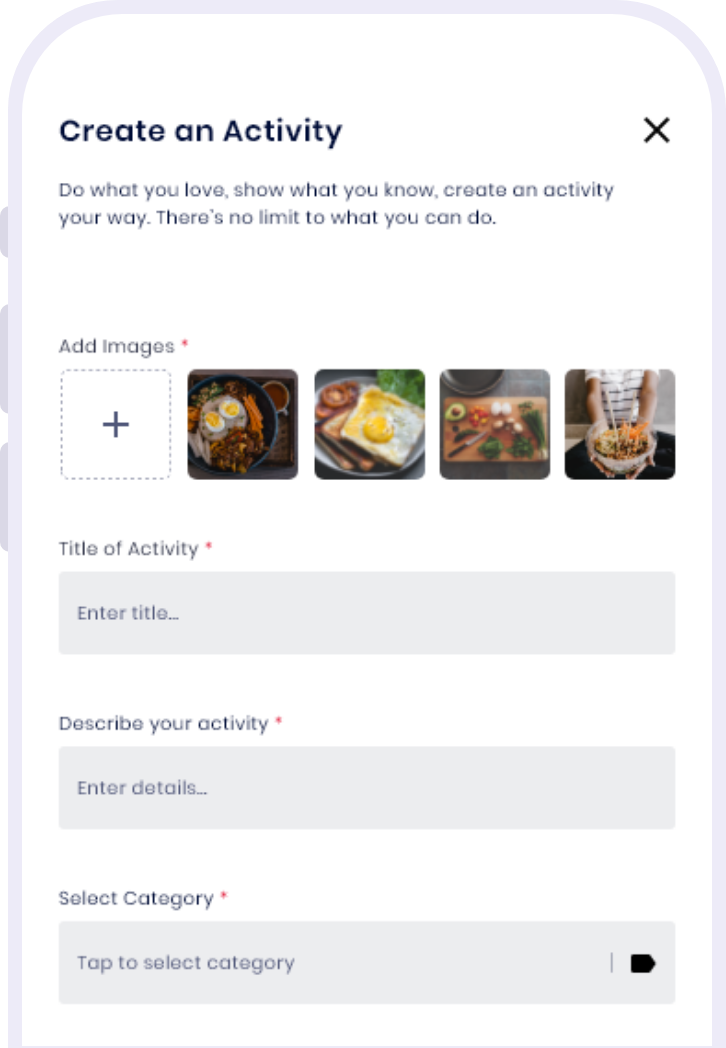 Create an Activity
Do what you love, show what you know, create an activity
your way. There`s no limit to what you can do.
Add Images *
Title of Activity *
Enter title...
Describe your activity *
Enter details...
Select Category *
Tap to select category